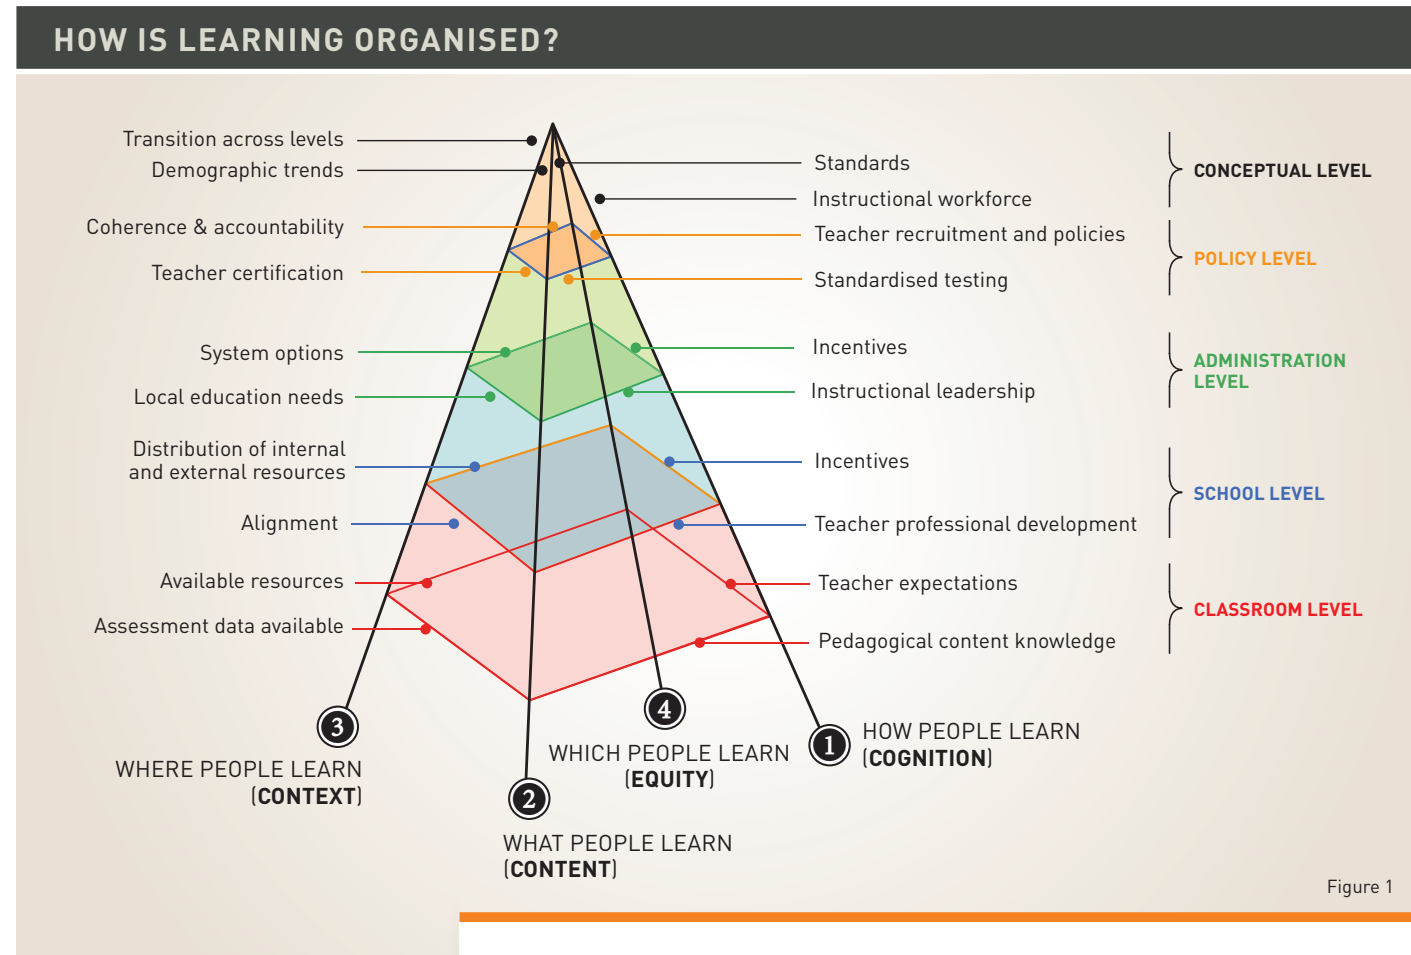 HOW IS LEARNING ORGANISED?
Transition across levels
Demographic trends
Coherence & accountability
Teacher certification
System options
Local education needs
Distribution of internal
and external resources
Alignment
Available resources
Assessment data available
Standards
Instructional workforce
Teacher recruitment and policies
Standardised testing
Incentives
Instructional leadership
Incentives
Teacher professional development
Teacher expectations
Pedagogical content knowledge
CONCEPTUAL LEVEL
POLICY LEVEL
ADMINISTRATION
LEVEL
SCHOOL LEVEL
CLASSROOM LEVEL
3
WHERE PEOPLE LEARN
(CONTEXT)
2
WHAT PEOPLE LEARN
(CONTENT)
4
WHICH PEOPLE LEARN
(EQUITY)
1
HOW PEOPLE LEARN
(COGNITION)
Figure 1